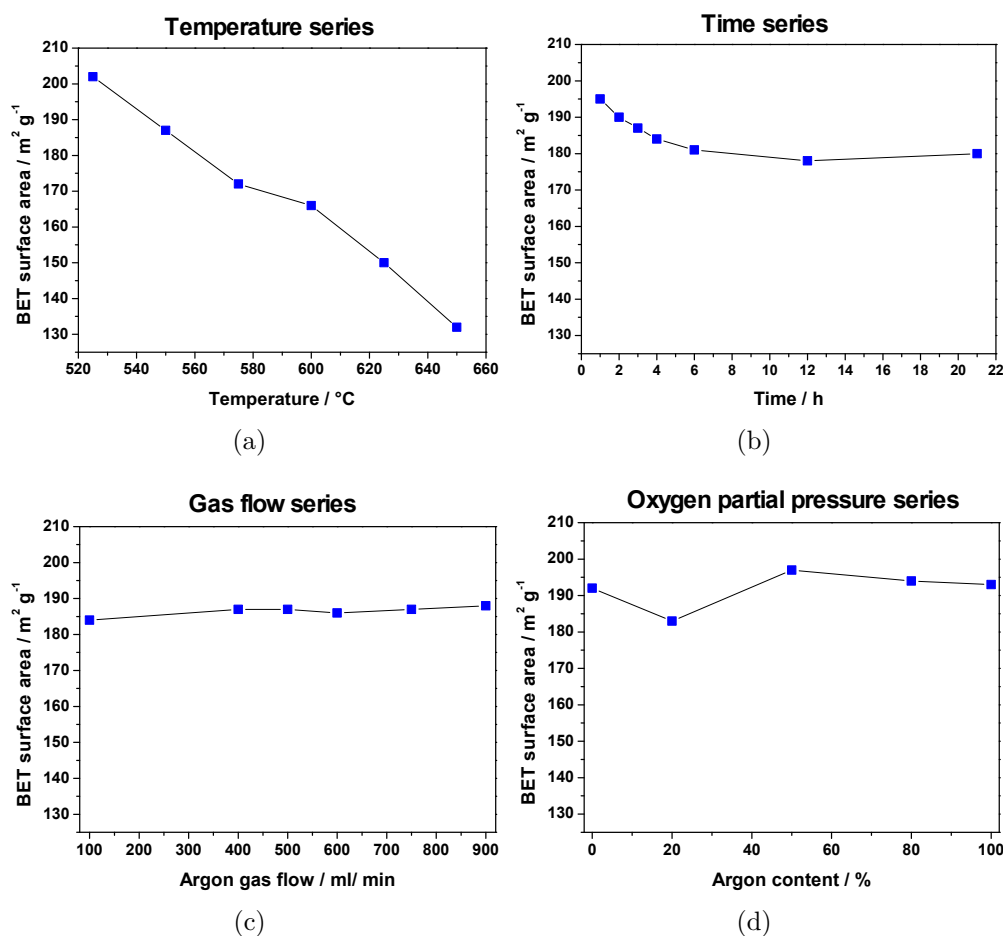 Temperature series
BET surface area / m² g⁻¹
210
200
190
180
170
160
150
140
130
520 540 560 580 600 620 640 660
Temperature / °C
(a)
Time series
BET surface area / m² g⁻¹
210
200
190
180
170
160
150
140
130
0 2 4 6 8 10 12 14 16 18 20 22
Time / h
(b)
Gas flow series
BET surface area / m² g⁻¹
210
200
190
180
170
160
150
140
130
100 200 300 400 500 600 700 800 900
Argon gas flow / ml/ min
(c)
Oxygen partial pressure series
BET surface area / m² g⁻¹
210
200
190
180
170
160
150
140
130
0 20 40 60 80 100
Argon content / %
(d)